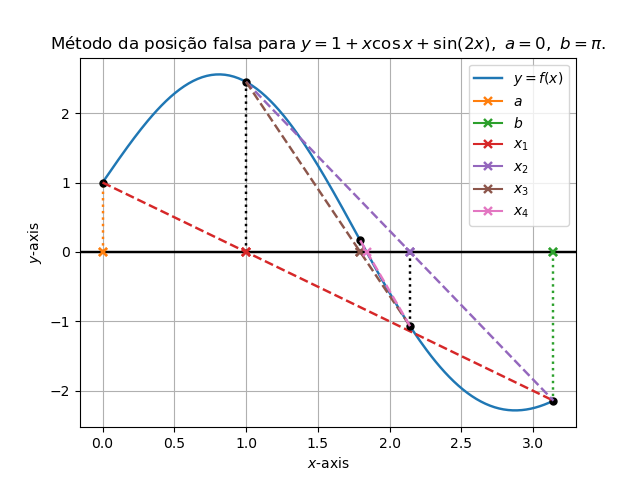 Método da posição falsa para y = 1 + x cos x + sin(2x), a = 0, b = π.
y = f(x)
a
b
x₁
x₂
x₃
x₄
2
1
0
−1
−2
y-axis
0.0 0.5 1.0 1.5 2.0 2.5 3.0
x-axis